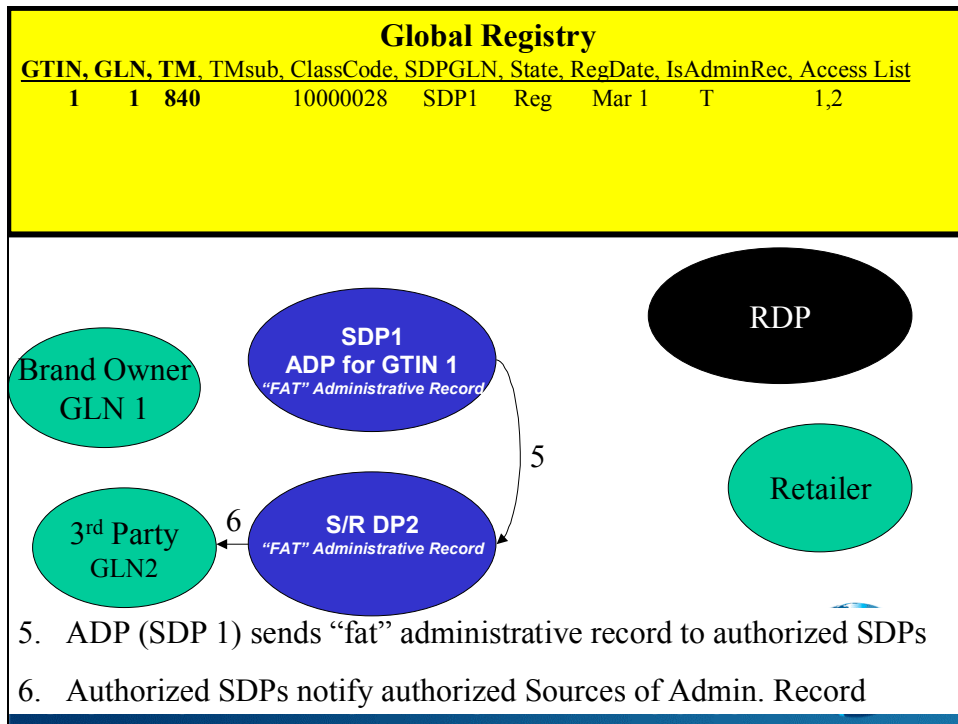 Global Registry
GTIN, GLN, TM, TMsub, ClassCode, SDPGLN, State, RegDate, IsAdminRec, Access List
1 1 840 10000028 SDP1 Reg Mar 1 T 1,2
Brand Owner
GLN 1
SDP1
ADP for GTIN 1
“FAT” Administrative Record
RDP
5
Retailer
3rd Party
GLN2
6
S/R DP2
“FAT” Administrative Record
5. ADP (SDP 1) sends “fat” administrative record to authorized SDPs
6. Authorized SDPs notify authorized Sources of Admin. Record